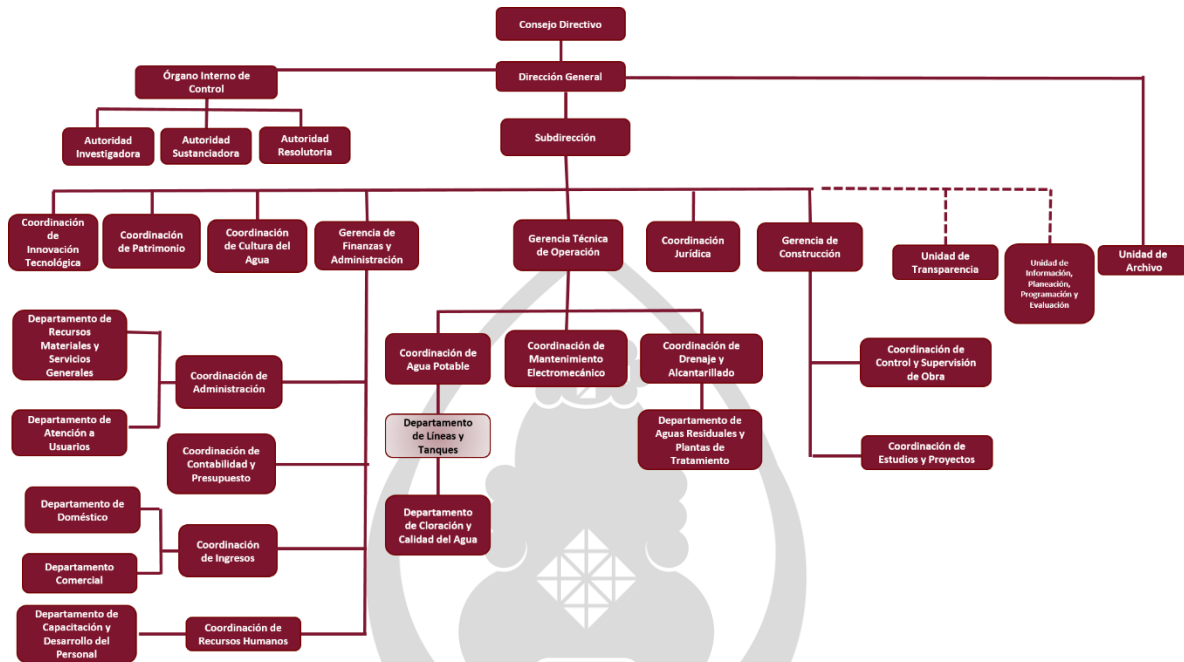 Consejo Directivo
Órgano Interno de
Control
Dirección General
Autoridad
Investigadora
Autoridad
Sustanciadora
Autoridad
Resolutoria
Subdirección
Coordinación
de
Innovación
Tecnológica
Coordinación
de Patrimonio
Coordinación
de Cultura del
Agua
Gerencia de
Finanzas y
Administración
Gerencia Técnica
de Operación
Coordinación
Jurídica
Gerencia de
Construcción
Unidad de
Transparencia
Unidad de
Información,
Planeación,
Programación y
Evaluación
Unidad de
Archivo
Departamento de
Recursos
Materiales y
Servicios
Generales
Coordinación de
Administración
Departamento de
Atención a
Usuarios
Coordinación de
Contabilidad y
Presupuesto
Departamento de
Doméstico
Coordinación
de Ingresos
Departamento
Comercial
Departamento de
Capacitación y
Desarrollo del
Personal
Coordinación de
Recursos Humanos
Coordinación de
Agua Potable
Coordinación de
Mantenimiento
Electromecánico
Coordinación de
Drenaje y
Alcantarillado
Departamento
de Líneas y
Tanques
Departamento de
Aguas Residuales y
Plantas de
Tratamiento
Departamento
de Cloración y
Calidad del Agua
Coordinación de
Control y Supervisión
de Obra
Coordinación de
Estudios y Proyectos